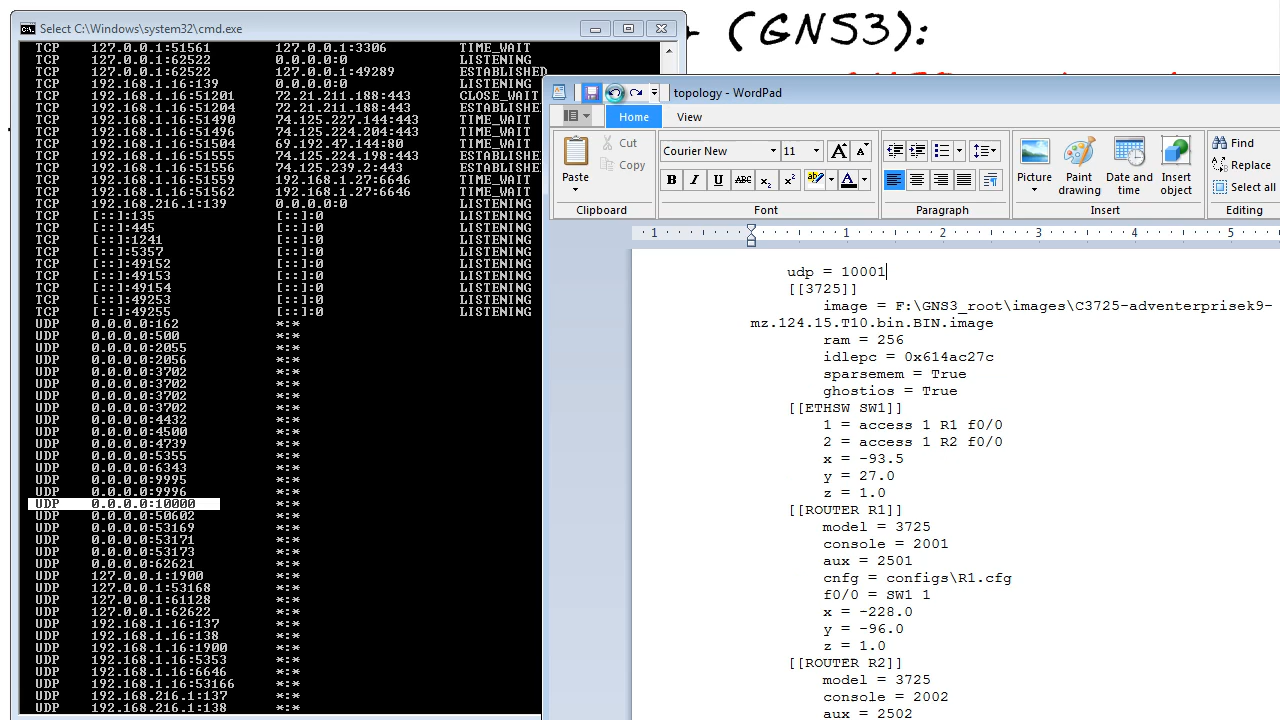 (GNS3):
Select C:\Windows\system32\cmd.exe
TCP 127.0.0.1:51561 127.0.0.1:3306 TIME_WAIT
TCP 127.0.0.1:62522 0.0.0.0:0 LISTENING
TCP 127.0.0.1:62522 127.0.0.1:49289 ESTABLISHED
TCP 192.168.1.16:139 0.0.0.0:0 LISTENING
TCP 192.168.1.16:51201 72.21.211.188:443 CLOSE_WAIT
TCP 192.168.1.16:51204 72.21.211.188:443 ESTABLISHED
TCP 192.168.1.16:51490 74.125.227.144:443 TIME_WAIT
TCP 192.168.1.16:51496 74.125.224.204:443 TIME_WAIT
TCP 192.168.1.16:51504 69.192.42.144:80 TIME_WAIT
TCP 192.168.1.16:51555 74.125.224.198:443 ESTABLISHED
TCP 192.168.1.16:51556 74.125.239.2:443 ESTABLISHED
TCP 192.168.1.16:51559 192.168.1.27:6646 TIME_WAIT
TCP 192.168.1.16:51562 192.168.1.27:6646 TIME_WAIT
TCP 192.168.216.1:139 0.0.0.0:0 LISTENING
TCP [::]:135 [::]:0 LISTENING
TCP [::]:445 [::]:0 LISTENING
TCP [::]:1241 [::]:0 LISTENING
TCP [::]:5357 [::]:0 LISTENING
TCP [::]:49152 [::]:0 LISTENING
TCP [::]:49153 [::]:0 LISTENING
TCP [::]:49154 [::]:0 LISTENING
TCP [::]:49253 [::]:0 LISTENING
TCP [::]:49255 [::]:0 LISTENING
UDP 0.0.0.0:162 *:*
UDP 0.0.0.0:500 *:*
UDP 0.0.0.0:2055 *:*
UDP 0.0.0.0:2056 *:*
UDP 0.0.0.0:3702 *:*
UDP 0.0.0.0:3702 *:*
UDP 0.0.0.0:3702 *:*
UDP 0.0.0.0:3702 *:*
UDP 0.0.0.0:4432 *:*
UDP 0.0.0.0:4500 *:*
UDP 0.0.0.0:4739 *:*
UDP 0.0.0.0:5355 *:*
UDP 0.0.0.0:6343 *:*
UDP 0.0.0.0:9995 *:*
UDP 0.0.0.0:9996 *:*
UDP 0.0.0.0:10000 *:*
UDP 0.0.0.0:50602 *:*
UDP 0.0.0.0:53169 *:*
UDP 0.0.0.0:53171 *:*
UDP 0.0.0.0:53173 *:*
UDP 0.0.0.0:62621 *:*
UDP 127.0.0.1:1900 *:*
UDP 127.0.0.1:53168 *:*
UDP 127.0.0.1:61128 *:*
UDP 127.0.0.1:62622 *:*
UDP 192.168.1.16:137 *:*
UDP 192.168.1.16:138 *:*
UDP 192.168.1.16:1900 *:*
UDP 192.168.1.16:5353 *:*
UDP 192.168.1.16:6646 *:*
UDP 192.168.1.16:53166 *:*
UDP 192.168.216.1:137 *:*
UDP 192.168.216.1:138 *:*
topology - WordPad
Home View
Paste Cut Copy
Clipboard
Courier New 11
Font
Paragraph
Picture Paint drawing Date and time Insert object
Insert
Find
Replace
Select all
Editing
1 1 2 3 4 5
udp = 10001
[[3725]]
image = F:\GNS3_root\images\C3725-adventerprisek9-
mz.124.15.T10.bin.BIN.image
ram = 256
idlepc = 0x614ac27c
sparsemem = True
ghostios = True
[[ETHSW SW1]]
1 = access 1 R1 f0/0
2 = access 1 R2 f0/0
x = -93.5
y = 27.0
z = 1.0
[[ROUTER R1]]
model = 3725
console = 2001
aux = 2501
cnfg = configs\R1.cfg
f0/0 = SW1 1
x = -228.0
y = -96.0
z = 1.0
[[ROUTER R2]]
model = 3725
console = 2002
aux = 2502